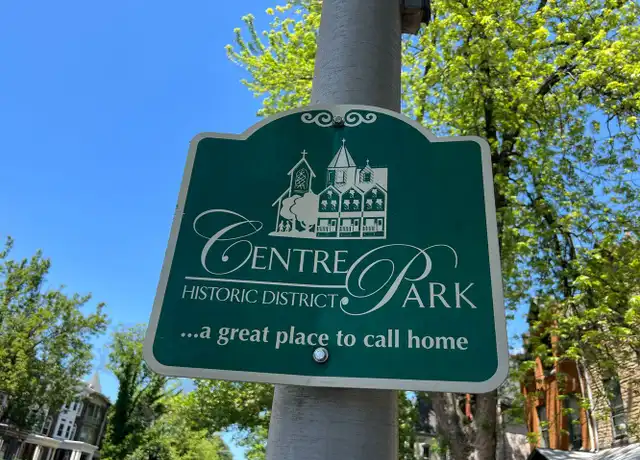 CENTRE PARK
HISTORIC DISTRICT
...a great place to call home